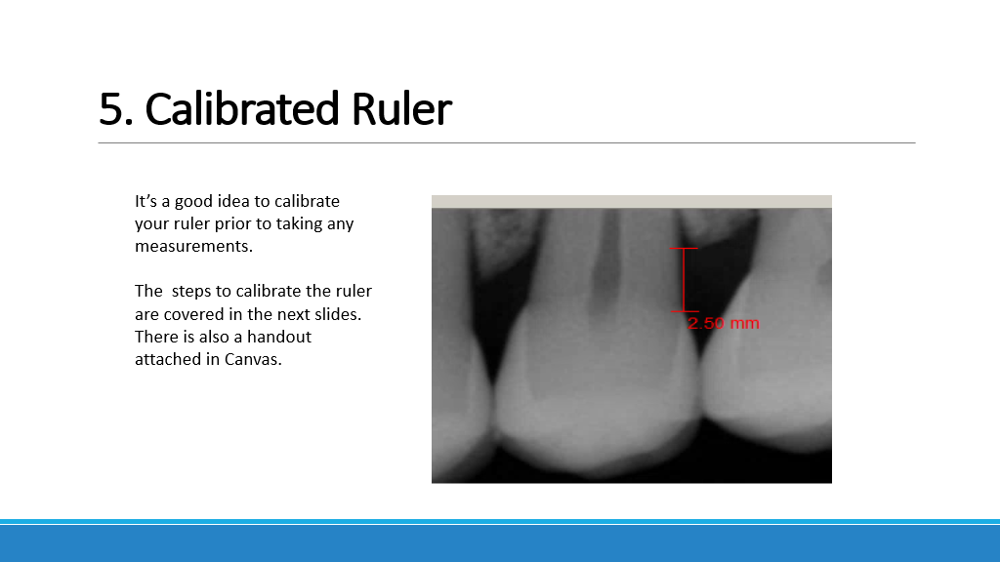 5. Calibrated Ruler
It’s a good idea to calibrate
your ruler prior to taking any
measurements.
The  steps to calibrate the ruler
are covered in the next slides.
There is also a handout
attached in Canvas.
2.50 mm